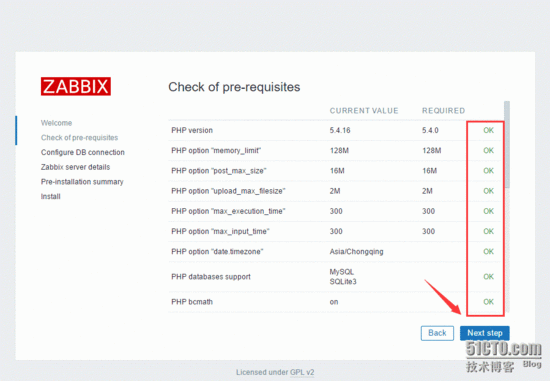 ZABBIX
Check of pre-requisites
Welcome
Check of pre-requisites
Configure DB connection
Zabbix server details
Pre-installation summary
Install
CURRENT VALUE REQUIRED
PHP version 5.4.16 5.4.0 OK
PHP option "memory_limit" 128M 128M OK
PHP option "post_max_size" 16M 16M OK
PHP option "upload_max_filesize" 2M 2M OK
PHP option "max_execution_time" 300 300 OK
PHP option "max_input_time" 300 300 OK
PHP option "date.timezone" Asia/Chongqing OK
PHP databases support MySQL OK
SQLite3
PHP bcmath on OK
Back Next step
51CTO.com
技术博客 Blog
Licensed under GPL v2